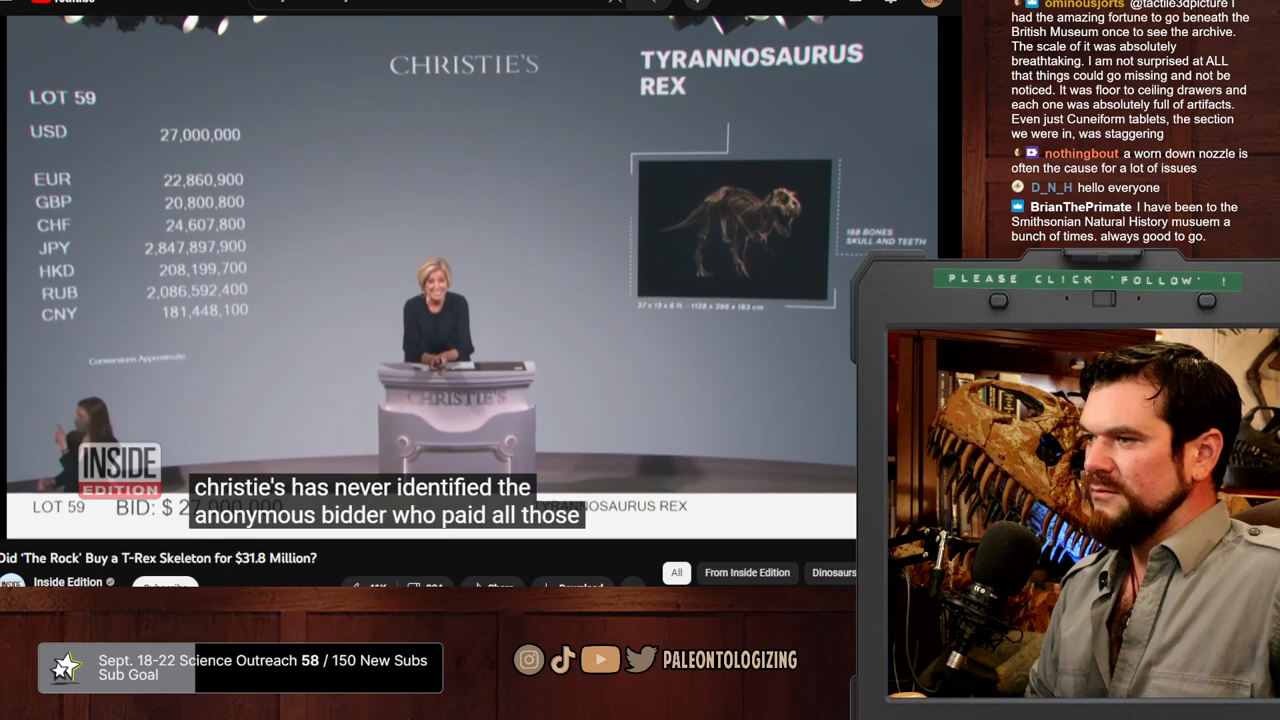 CHRISTIE'S
TYRANNOSAURUS
REX
LOT 59
USD 27,000,000
EUR 22,860,900
GBP 20,800,800
CHF 24,607,800
JPY 2,847,897,900
HKD 208,199,700
RUB 2,086,592,400
CNY 181,448,100
Conversions Approximate
188 BONES
SKULL AND TEETH
CHRISTIE'S
INSIDE
EDITION
christie's has never identified the
anonymous bidder who paid all those
LOT 59 BID: $ 27,000,000 TYRANNOSAURUS REX
Did 'The Rock' Buy a T-Rex Skeleton for $31.8 Million?
Inside Edition
All From Inside Edition Dinosaurs
ominousjorts @tactile3dpicture I
had the amazing fortune to go beneath the
British Museum once to see the archive.
The scale of it was absolutely
breathtaking. I am not surprised at ALL
that things could go missing and not be
noticed. It was floor to ceiling drawers and
each one was absolutely full of artifacts.
Even just Cuneiform tablets, the section
we were in, was staggering
nothingbout a worn down nozzle is
often the cause for a lot of issues
D_N_H hello everyone
BrianThePrimate I have been to the
Smithsonian Natural History musuem a
bunch of times. always good to go.
PLEASE CLICK 'FOLLOW' !
Sept. 18-22 Science Outreach 58 / 150 New Subs
Sub Goal
PALEONTOLOGIZING